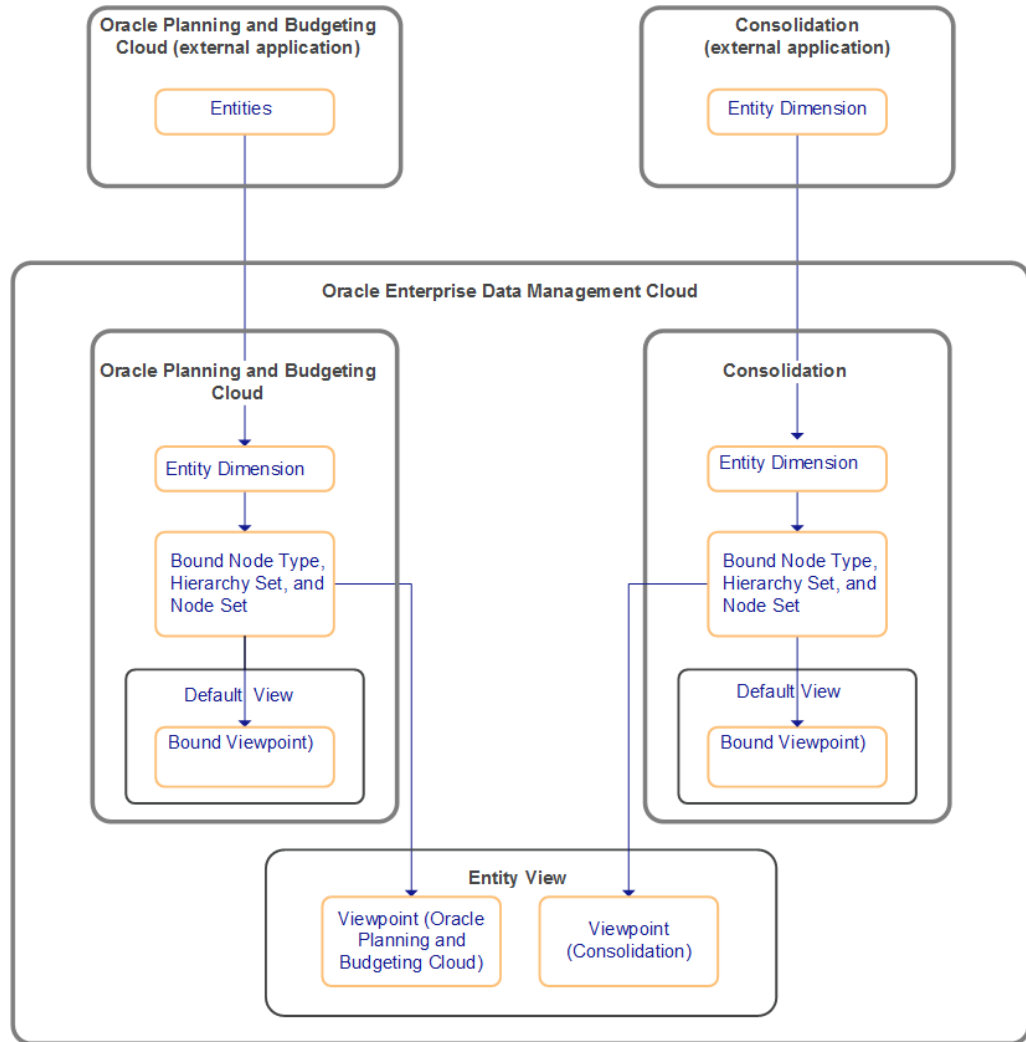 Oracle Planning and Budgeting
Cloud (external application)
Entities
Consolidation
(external application)
Entity Dimension
Oracle Enterprise Data Management Cloud
Oracle Planning and Budgeting
Cloud
Entity Dimension
Bound Node Type,
Hierarchy Set, and
Node Set
Default View
Bound Viewpoint)
Consolidation
Entity Dimension
Bound Node Type,
Hierarchy Set, and
Node Set
Default View
Bound Viewpoint)
Entity View
Viewpoint (Oracle
Planning and
Budgeting Cloud)
Viewpoint
(Consolidation)